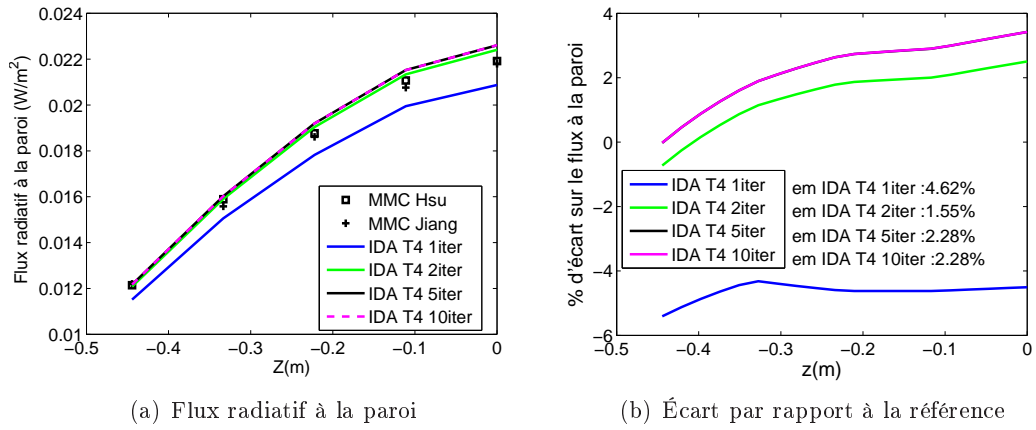 Flux radiatif à la paroi (W/m²)
0.024
0.022
0.02
0.018
0.016
0.014
0.012
0.01
−0.5
−0.4
−0.3
−0.2
−0.1
0
Z(m)
MMC Hsu
MMC Jiang
IDA T4 1iter
IDA T4 2iter
IDA T4 5iter
IDA T4 10iter
(a) Flux radiatif à la paroi
% d'écart sur le flux à la paroi
4
2
0
−2
−4
−6
−0.5
−0.4
−0.3
−0.2
−0.1
0
z(m)
IDA T4 1iter
IDA T4 2iter
IDA T4 5iter
IDA T4 10iter
em IDA T4 1iter :4.62%
em IDA T4 2iter :1.55%
em IDA T4 5iter :2.28%
em IDA T4 10iter :2.28%
(b) Écart par rapport à la référence